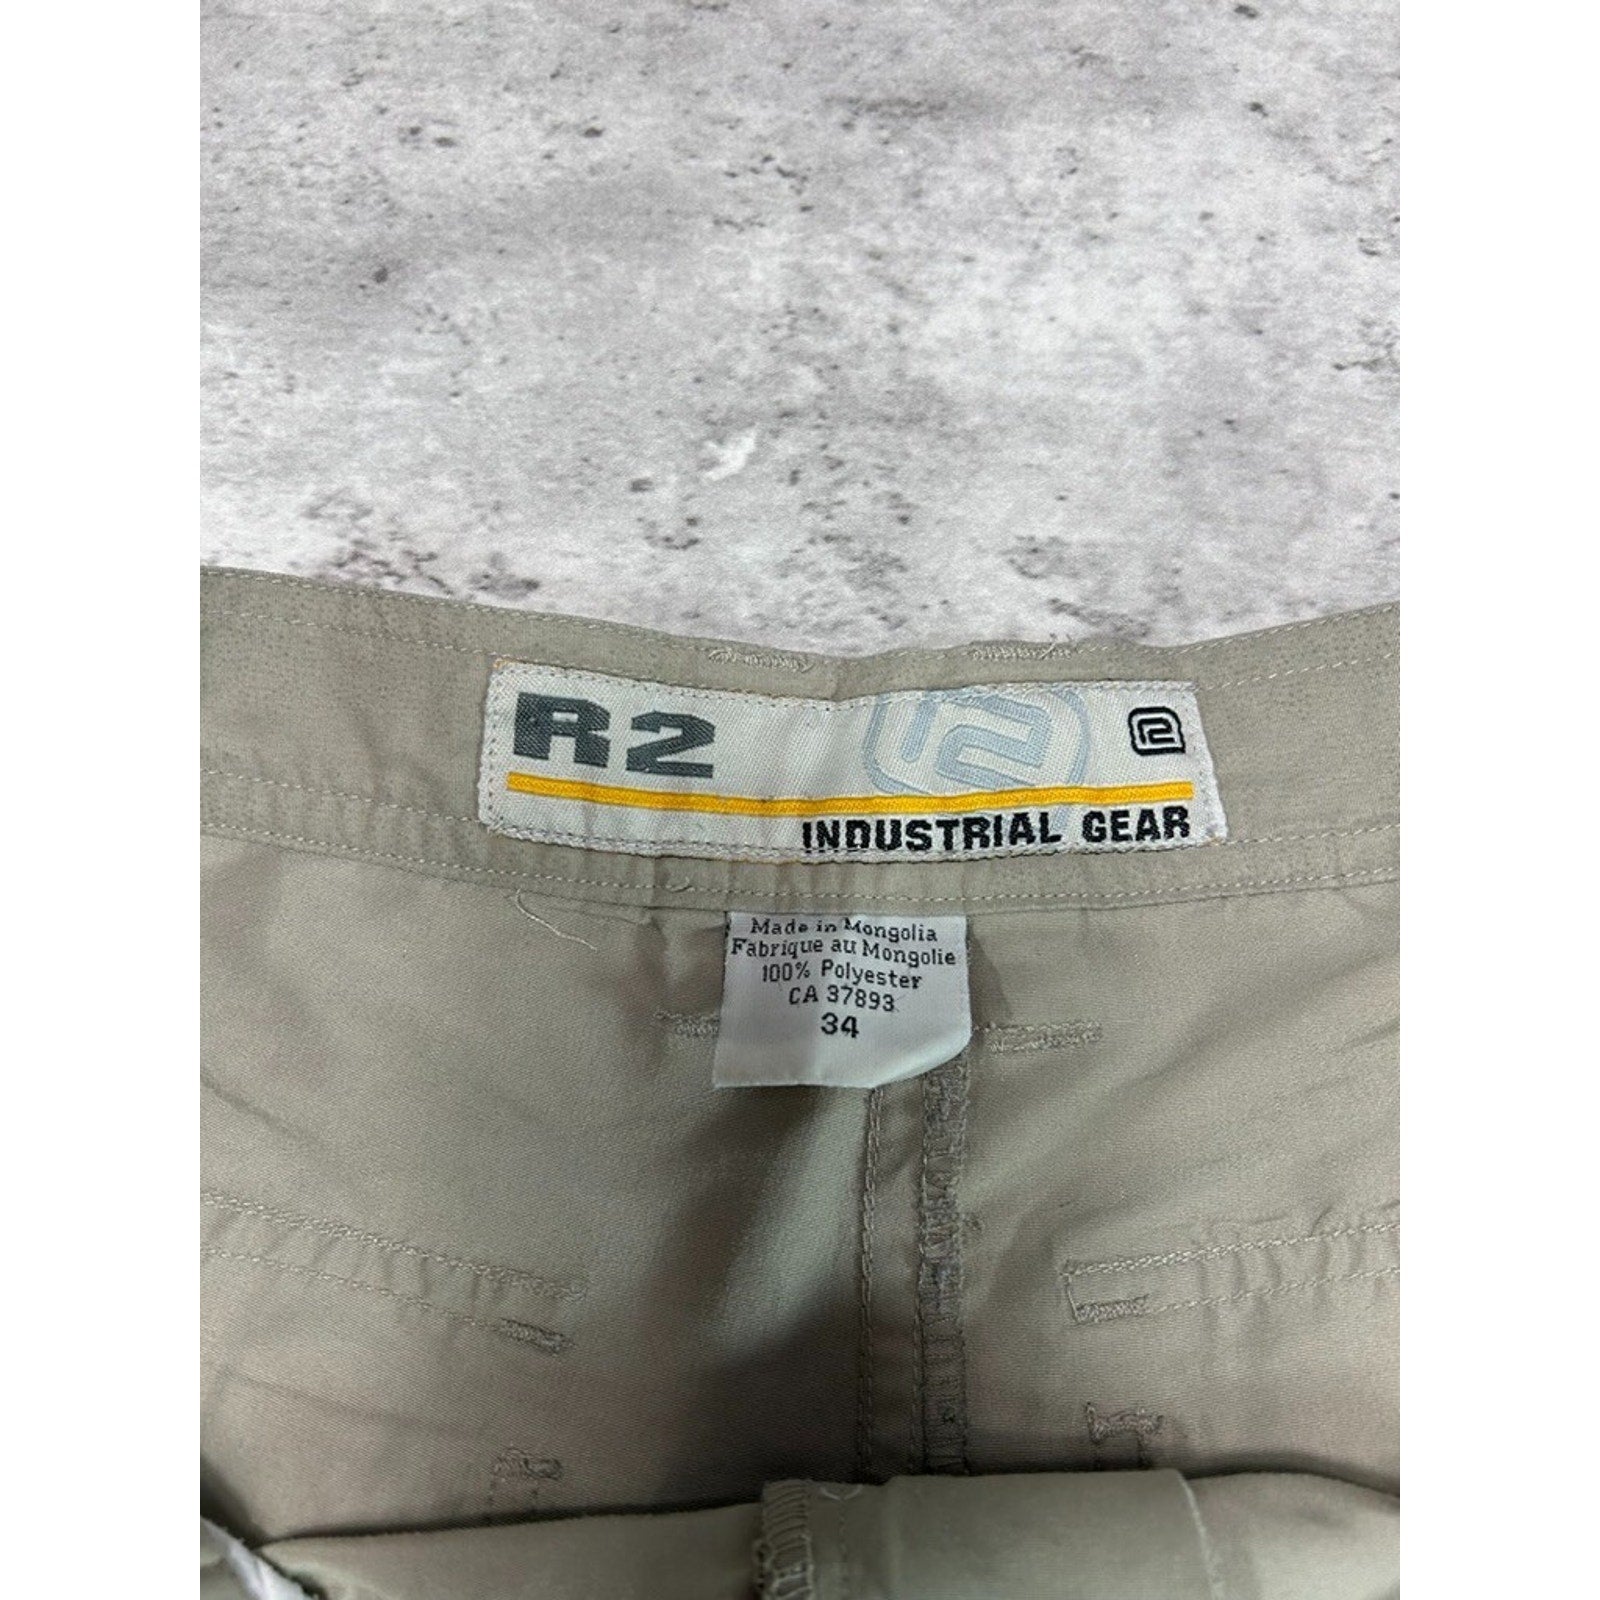 R2
INDUSTRIAL GEAR
Made in Mongolia
Fabrique au Mongolie
100% Polyester
CA 37893
34